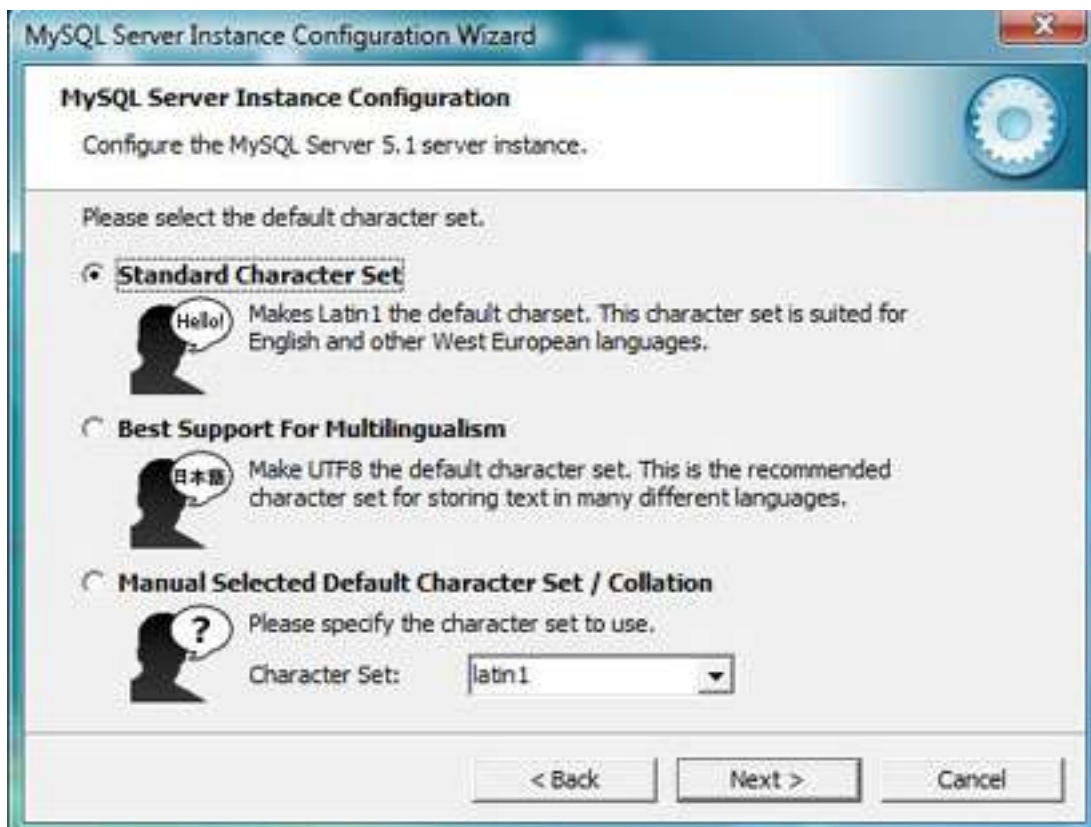 MySQL Server Instance Configuration Wizard
MySQL Server Instance Configuration
Configure the MySQL Server 5.1 server instance.
Please select the default character set.
Standard Character Set
Hello!
Makes Latin1 the default charset. This character set is suited for
English and other West European languages.
Best Support For Multilingualism
日本語
Make UTF8 the default character set. This is the recommended
character set for storing text in many different languages.
Manual Selected Default Character Set / Collation
?
Please specify the character set to use.
Character Set: latin1
< Back Next > Cancel